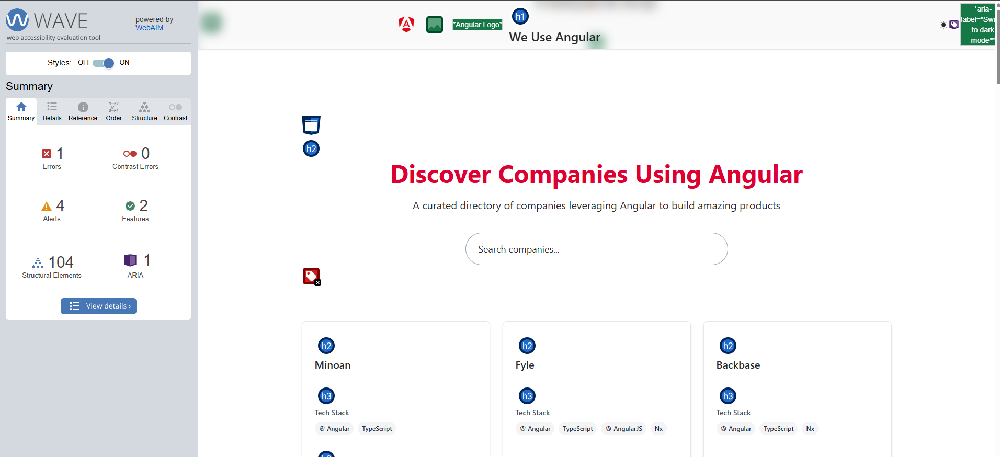 WAVE
powered by
WebAIM
web accessibility evaluation tool
Styles: OFF ON
Summary
Summary Details Reference Order Structure Contrast
1 Errors
0 Contrast Errors
4 Alerts
2 Features
104 Structural Elements
1 ARIA
View details ›
*Angular Logo*
h1
We Use Angular
*aria-
label="Swi
to dark
mode"*
h2
Discover Companies Using Angular
A curated directory of companies leveraging Angular to build amazing products
Search companies...
h2
Minoan
h3
Tech Stack
Angular TypeScript
h2
Fyle
h3
Tech Stack
Angular TypeScript AngularJS Nx
h2
Backbase
h3
Tech Stack
Angular TypeScript Nx